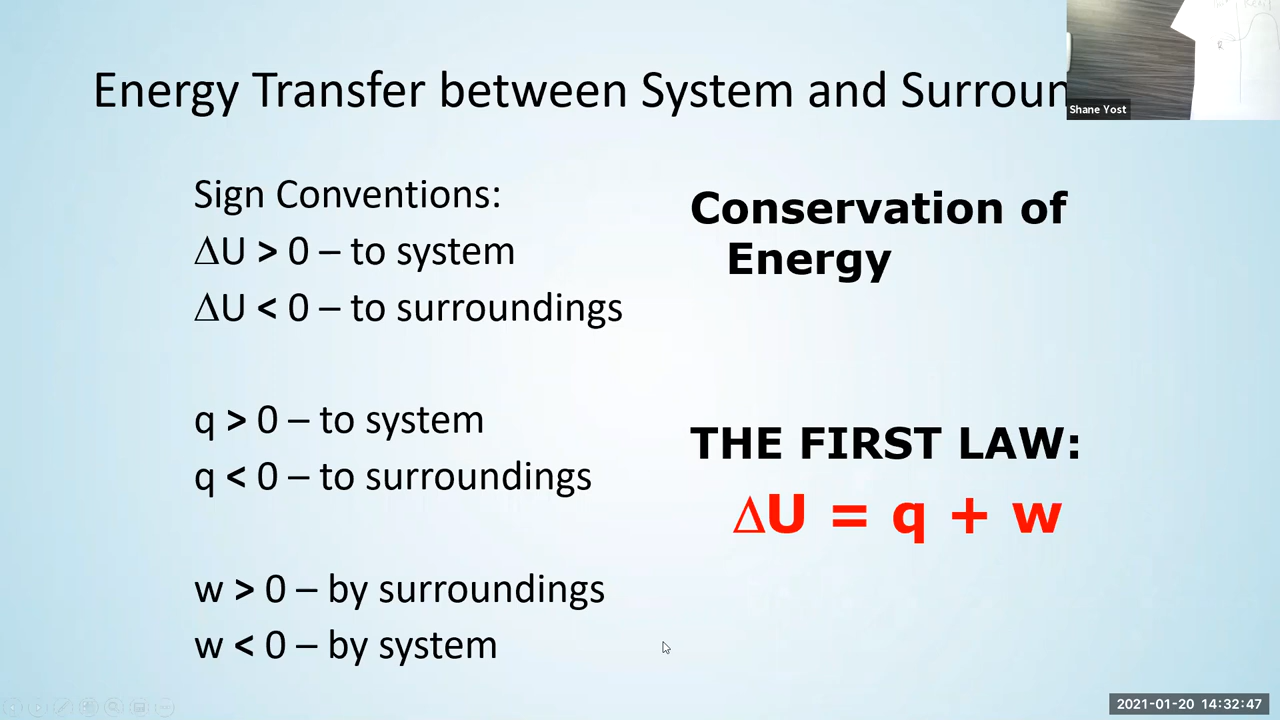 Energy Transfer between System and Surroun
Shane Yost
Sign Conventions:
ΔU > 0 – to system
ΔU < 0 – to surroundings
q > 0 – to system
q < 0 – to surroundings
w > 0 – by surroundings
w < 0 – by system
Conservation of
Energy
THE FIRST LAW:
ΔU = q + w
2021-01-20 14:32:47